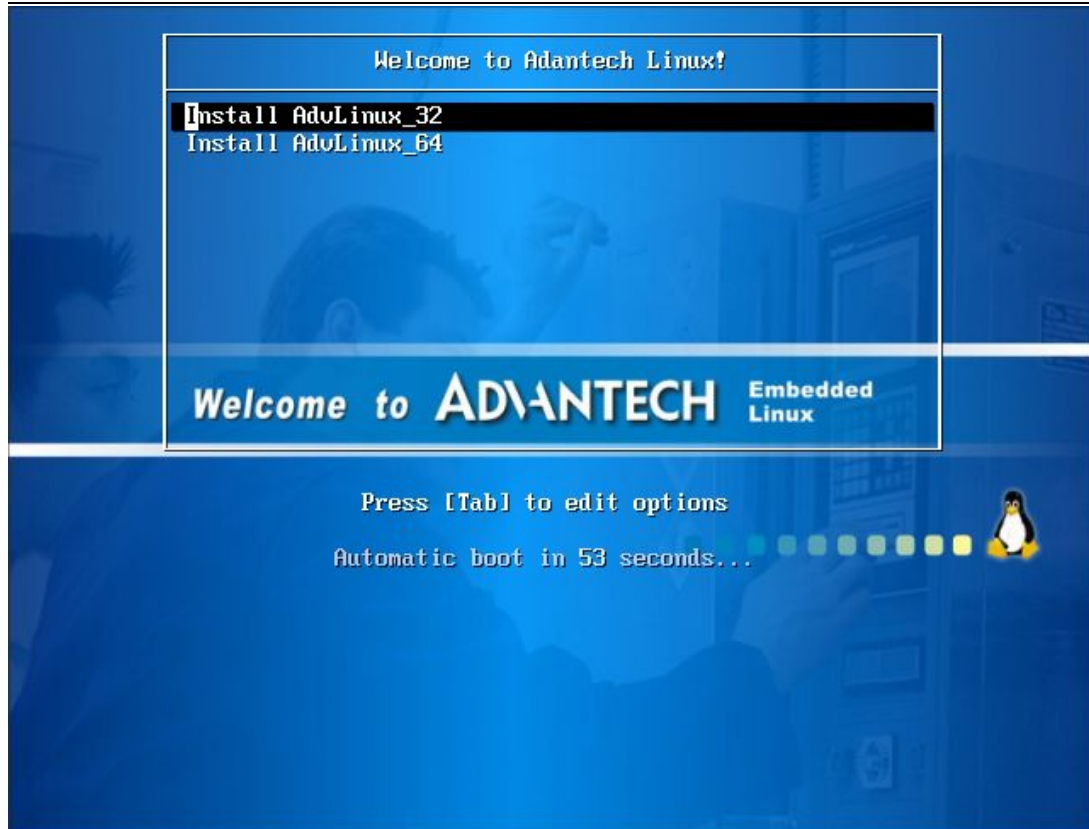 Welcome to Adantech Linux!
Install AdvLinux_32
Install AdvLinux_64
Welcome to ADVANTECH Embedded Linux
Press [Tab] to edit options
Automatic boot in 53 seconds...